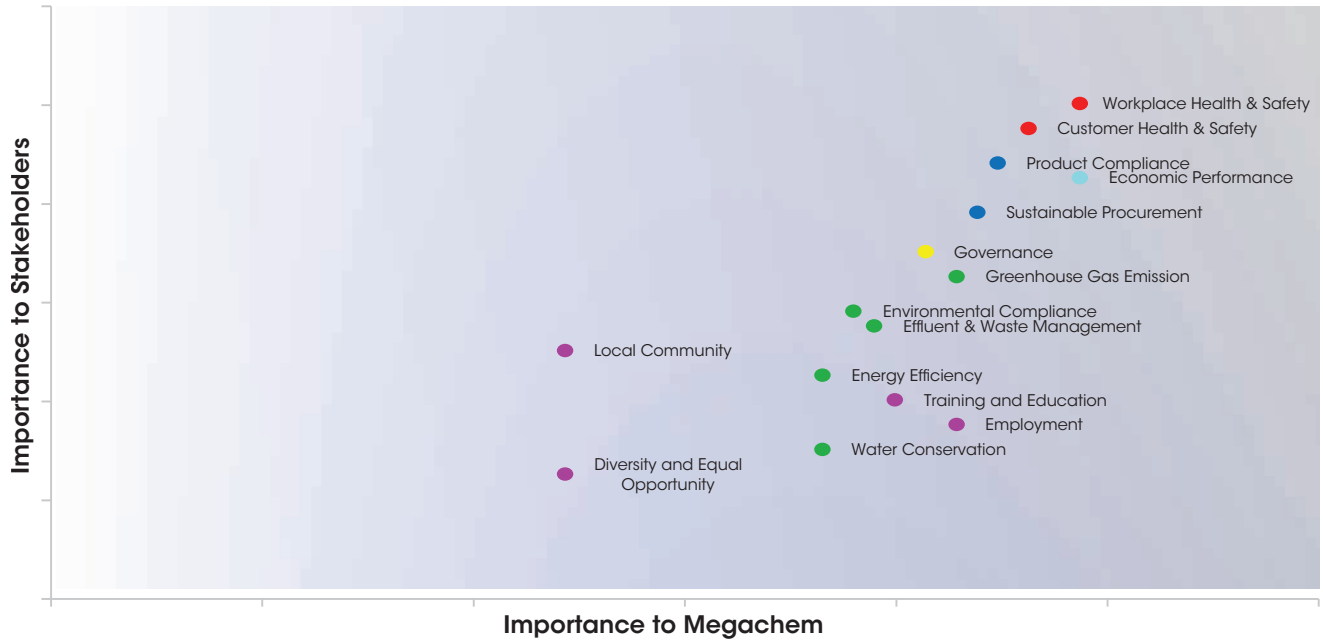 Importance to Stakeholders
Workplace Health & Safety
Customer Health & Safety
Product Compliance
Economic Performance
Sustainable Procurement
Governance
Greenhouse Gas Emission
Environmental Compliance
Effluent & Waste Management
Local Community
Energy Efficiency
Training and Education
Employment
Water Conservation
Diversity and Equal
Opportunity
Importance to Megachem